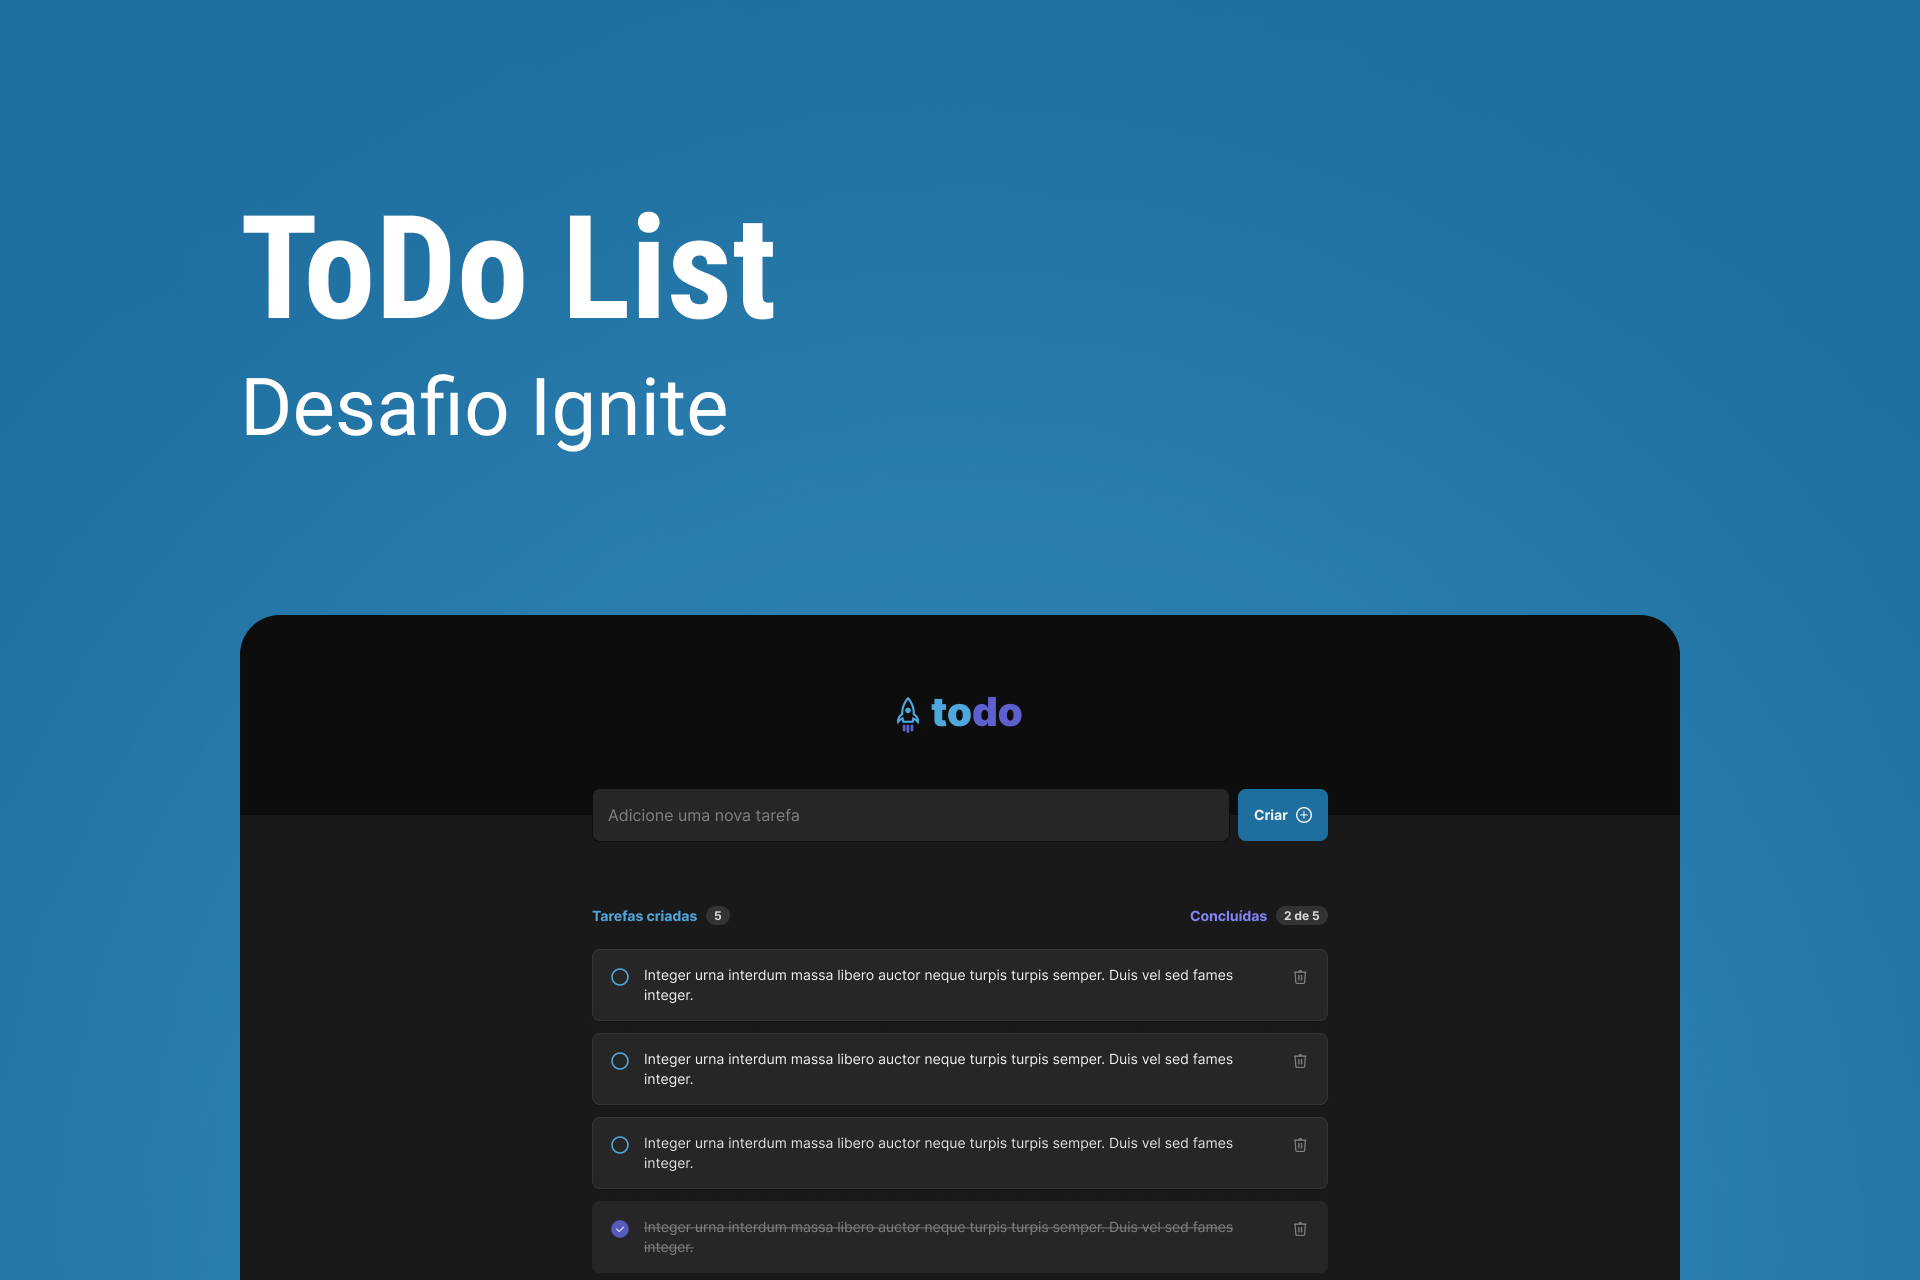 ToDo List
Desafio Ignite
todo
Adicione uma nova tarefa
Criar
Tarefas criadas 5
Concluídas 2 de 5
Integer urna interdum massa libero auctor neque turpis turpis semper. Duis vel sed fames
integer.
Integer urna interdum massa libero auctor neque turpis turpis semper. Duis vel sed fames
integer.
Integer urna interdum massa libero auctor neque turpis turpis semper. Duis vel sed fames
integer.
Integer urna interdum massa libero auctor neque turpis turpis semper. Duis vel sed fames
integer.